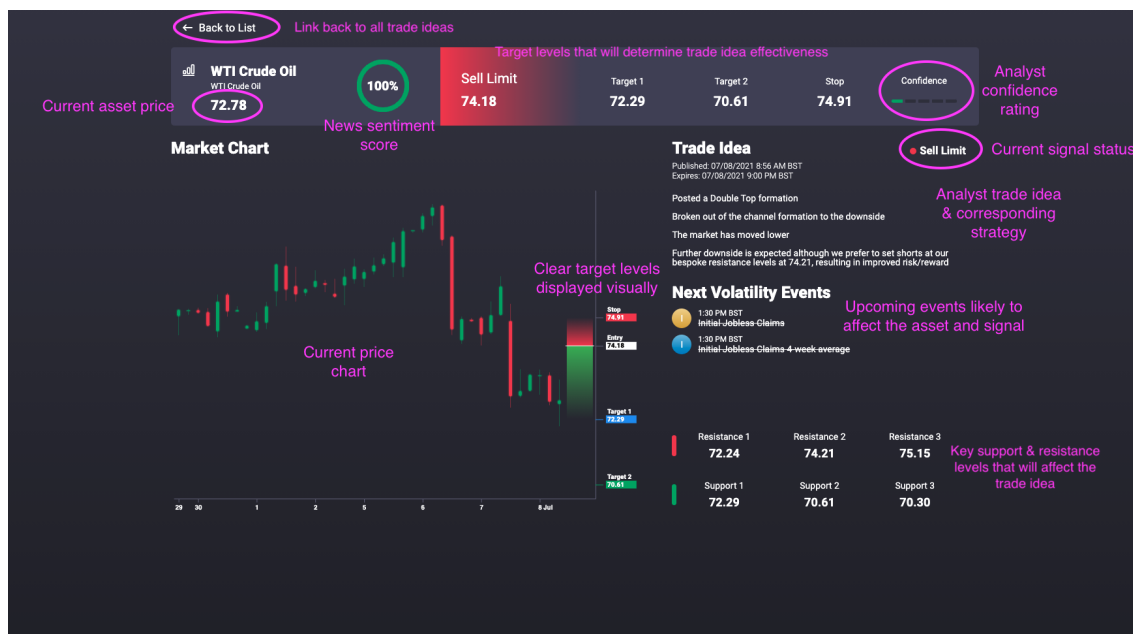 ← Back to List
Link back to all trade ideas
Target levels that will determine trade idea effectiveness
WTI Crude Oil
WTI Crude Oil
72.78
Current asset price
100%
News sentiment
score
Sell Limit
74.18
Target 1
72.29
Target 2
70.61
Stop
74.91
Confidence
Analyst
confidence
rating
Market Chart
Current price
chart
Clear target levels
displayed visually
Stop
74.91
Entry
74.18
Target 1
72.29
Target 2
70.61
29 30 1 2 5 6 7 8 Jul
Trade Idea
Sell Limit
Current signal status
Published: 07/08/2021 8:56 AM BST
Expires: 07/08/2021 9:00 PM BST
Posted a Double Top formation
Broken out of the channel formation to the downside
The market has moved lower
Further downside is expected although we prefer to set shorts at our
bespoke resistance levels at 74.21, resulting in improved risk/reward
Analyst trade idea
& corresponding
strategy
Next Volatility Events
I
1:30 PM BST
Initial Jobless Claims
I
1:30 PM BST
Initial Jobless Claims 4-week average
Upcoming events likely to
affect the asset and signal
Resistance 1
72.24
Resistance 2
74.21
Resistance 3
75.15
Support 1
72.29
Support 2
70.61
Support 3
70.30
Key support & resistance
levels that will affect the
trade idea